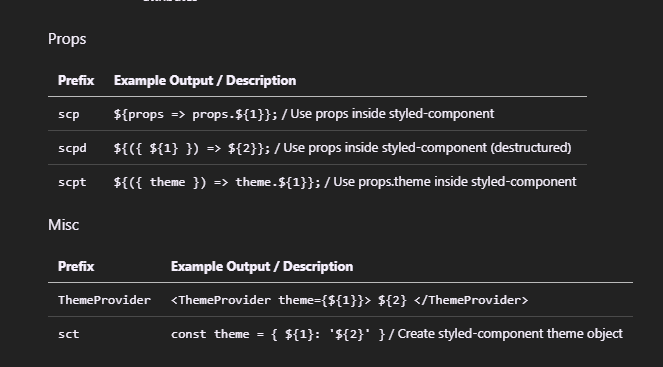 Props
Prefix Example Output / Description
scp ${props => props.${1}}; / Use props inside styled-component
scpd ${({ ${1} }) => ${2}}; / Use props inside styled-component (destructured)
scpt ${({ theme }) => theme.${1}}; / Use props.theme inside styled-component
Misc
Prefix Example Output / Description
ThemeProvider <ThemeProvider theme={${1}}> ${2} </ThemeProvider>
sct const theme = { ${1}: '${2}' } / Create styled-component theme object